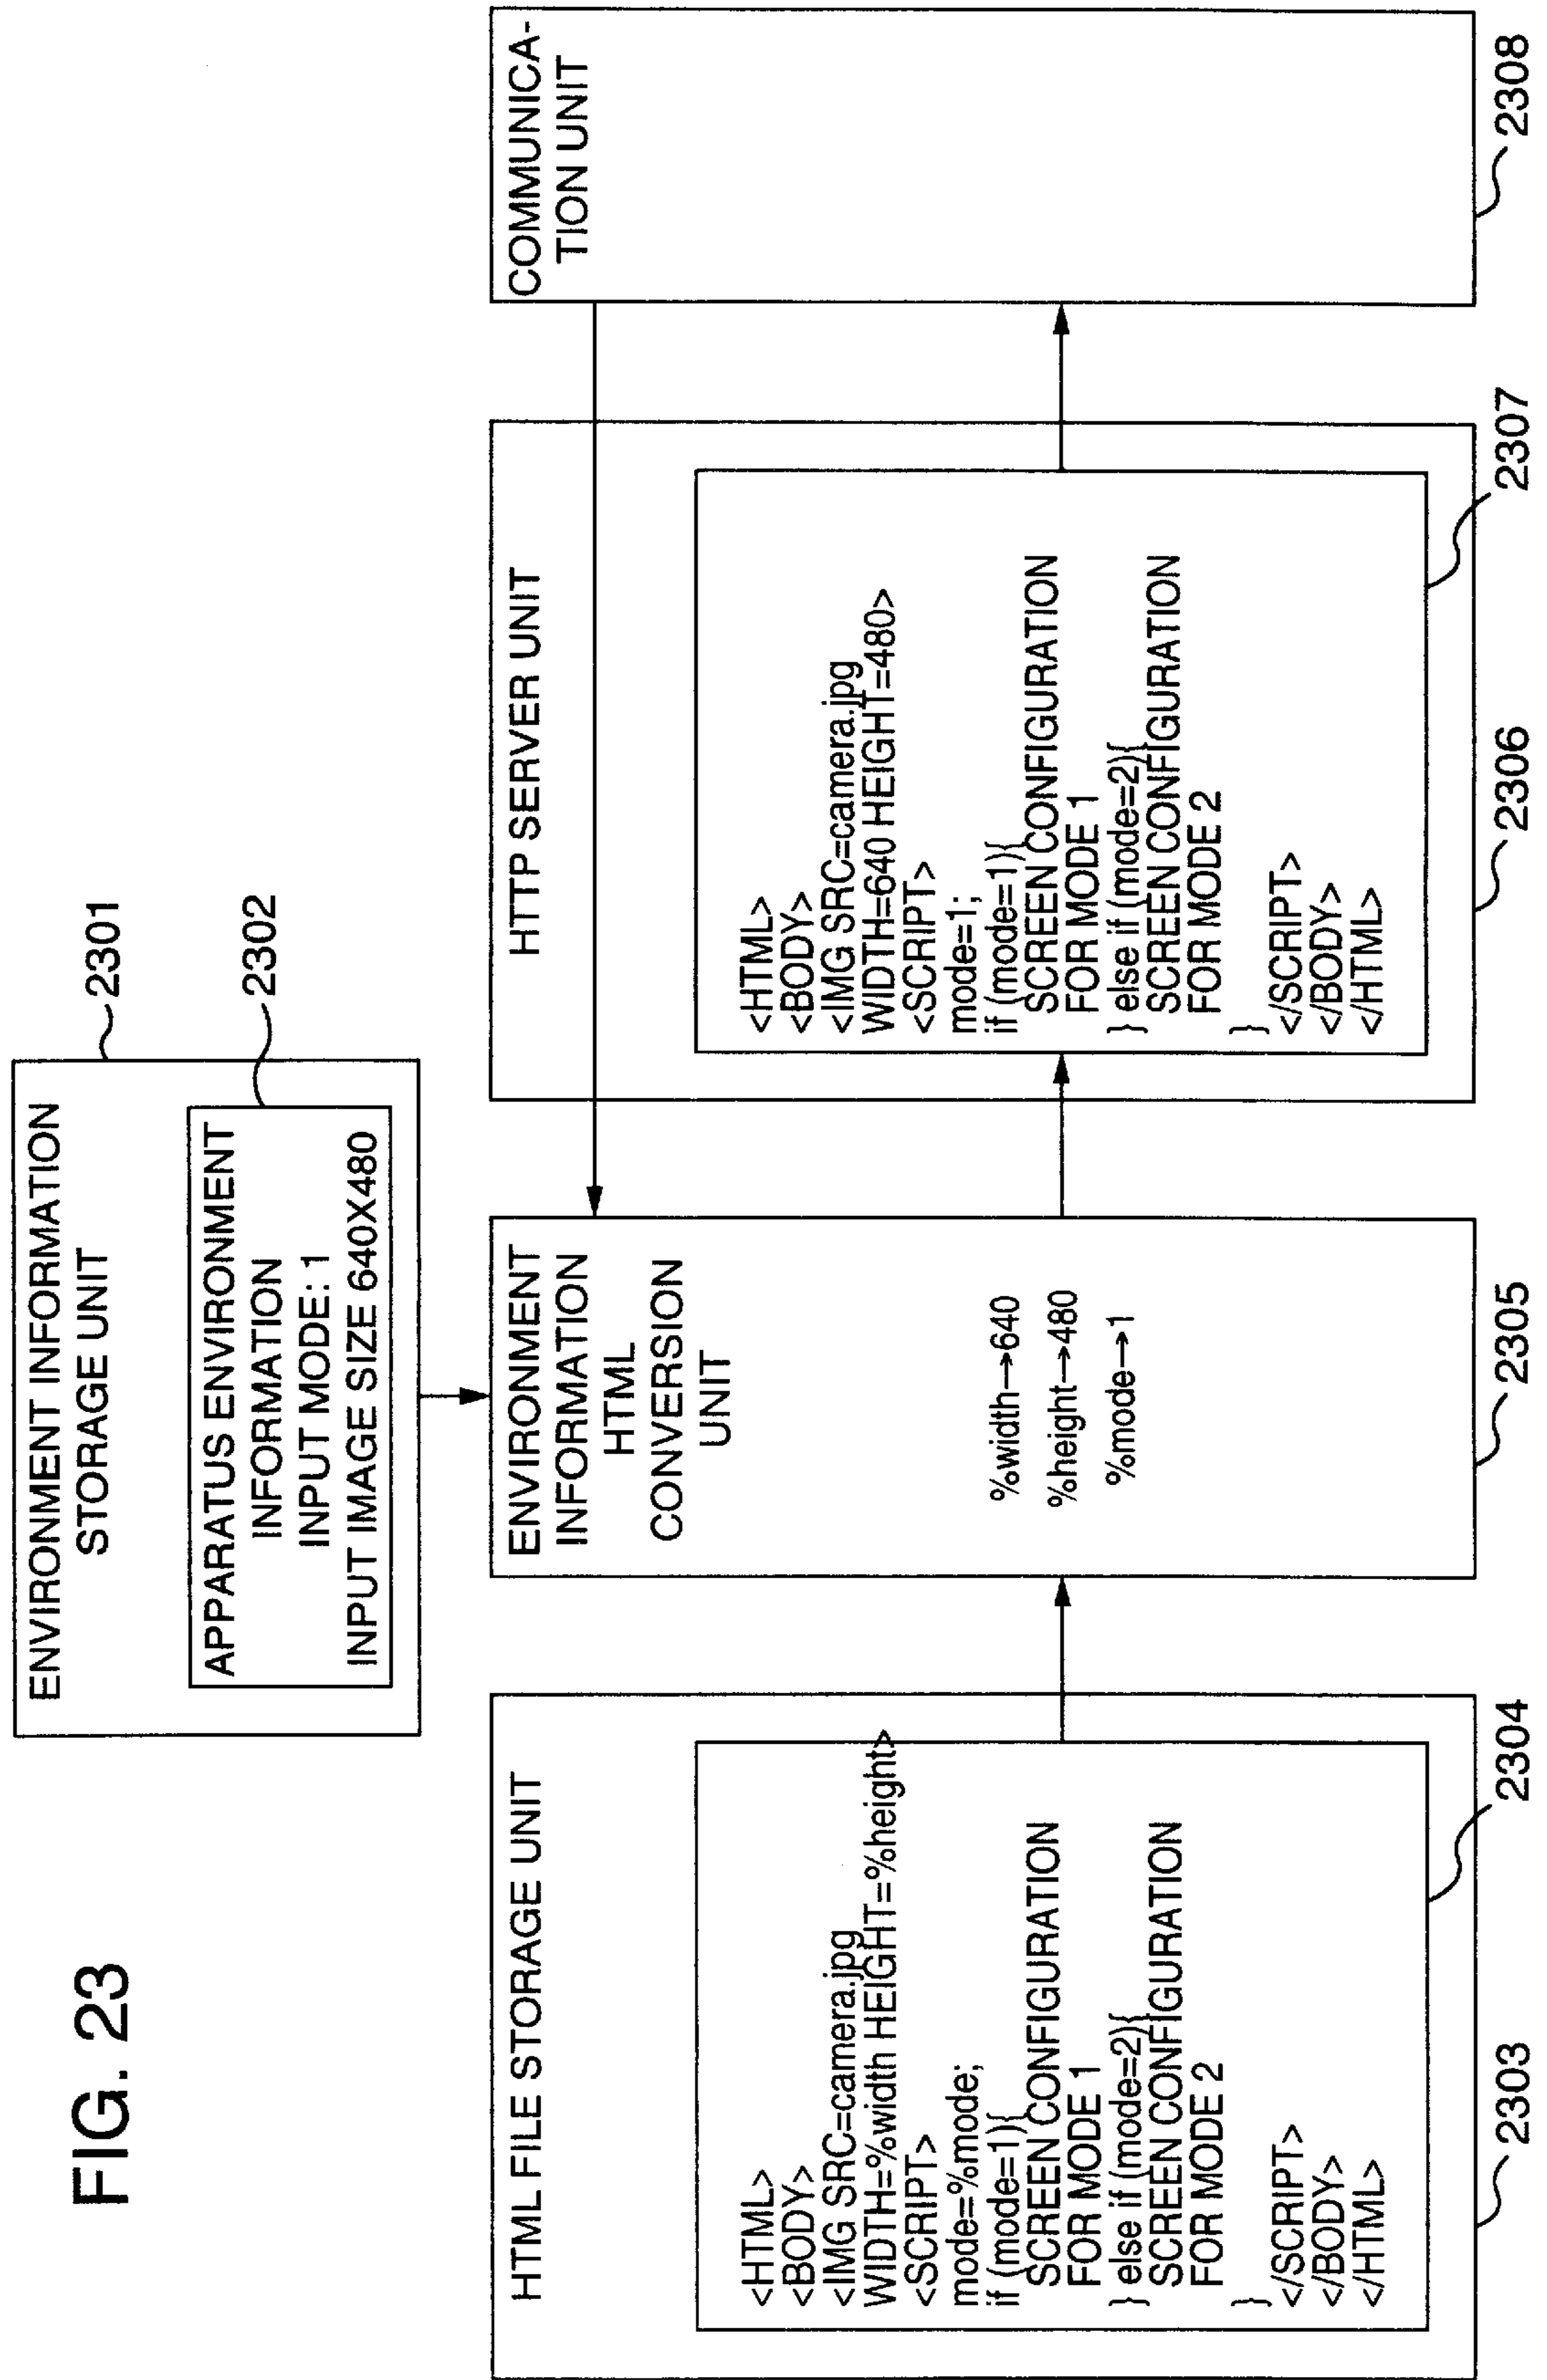 FIG. 23
ENVIRONMENT INFORMATION
STORAGE UNIT
2301
APPARATUS ENVIRONMENT
INFORMATION
INPUT MODE: 1
INPUT IMAGE SIZE 640X480
2302
HTML FILE STORAGE UNIT
<HTML>
<BODY>
<IMG SRC=camera.jpg
WIDTH=%width HEIGHT=%height>
<SCRIPT>
mode=%mode;
if (mode=1){
SCREEN CONFIGURATION
FOR MODE 1
} else if (mode=2){
SCREEN CONFIGURATION
FOR MODE 2
}
</SCRIPT>
</BODY>
</HTML>
2303
2304
ENVIRONMENT
INFORMATION
HTML
CONVERSION
UNIT
%width→640
%height→480
%mode→1
2305
HTTP SERVER UNIT
<HTML>
<BODY>
<IMG SRC=camera.jpg
WIDTH=640 HEIGHT=480>
<SCRIPT>
mode=1;
if (mode=1){
SCREEN CONFIGURATION
FOR MODE 1
} else if (mode=2){
SCREEN CONFIGURATION
FOR MODE 2
}
</SCRIPT>
</BODY>
</HTML>
2306
2307
COMMUNICA-
TION UNIT
2308